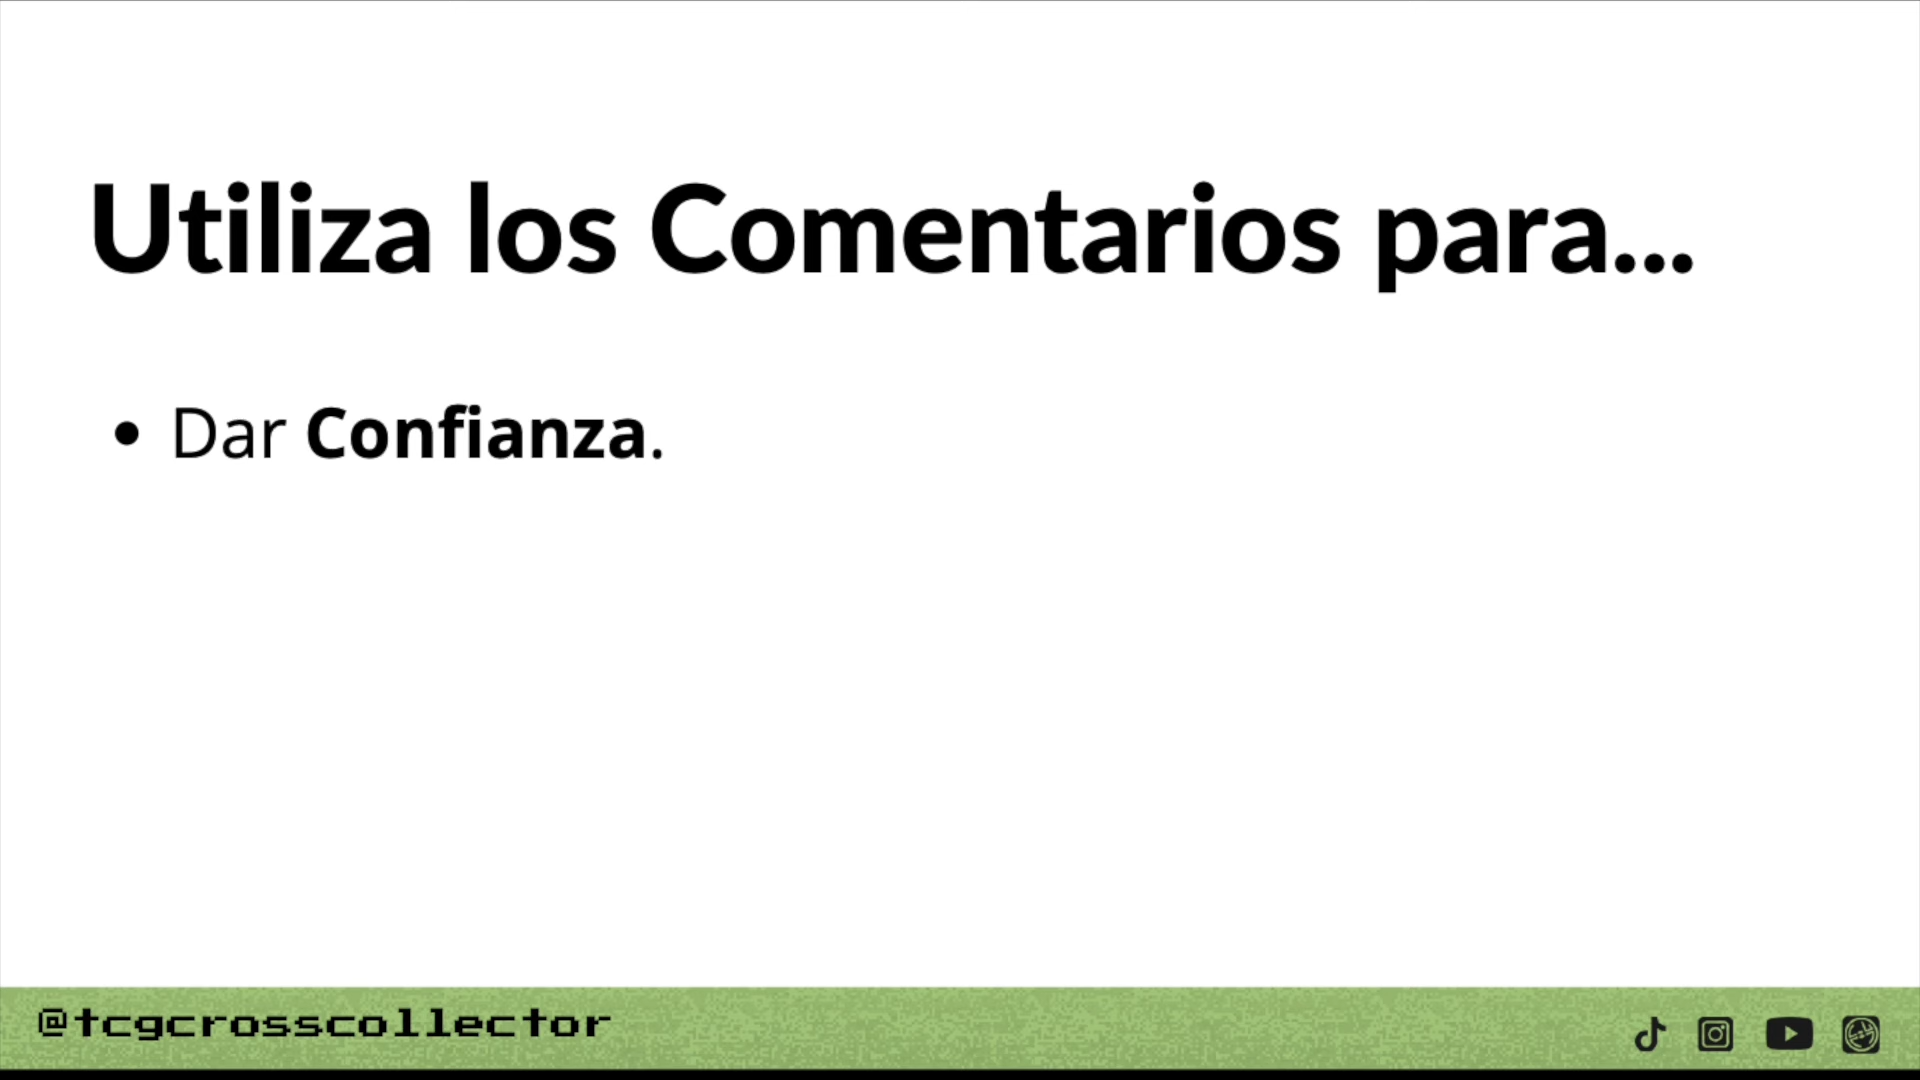 Utiliza los Comentarios para...
• Dar Confianza.
@tcgcrosscollector